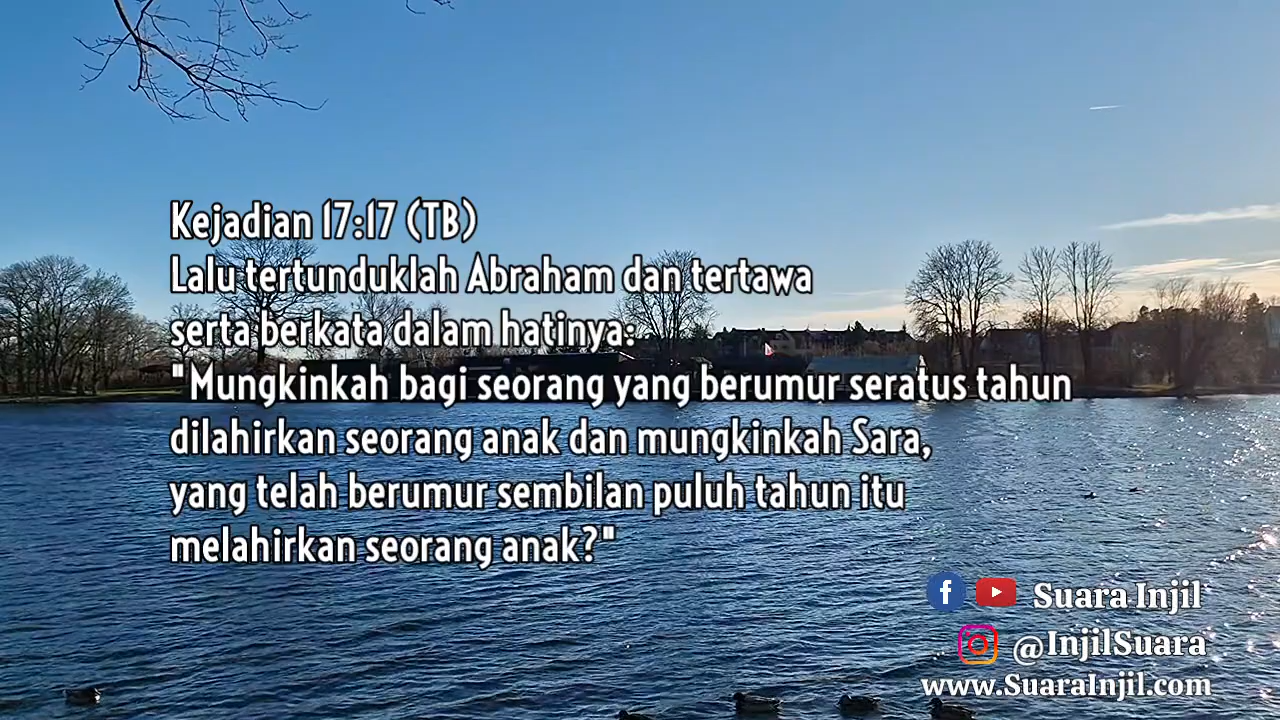 Kejadian 17:17 (TB)
Lalu tertunduklah Abraham dan tertawa
serta berkata dalam hatinya:
"Mungkinkah bagi seorang yang berumur seratus tahun
dilahirkan seorang anak dan mungkinkah Sara,
yang telah berumur sembilan puluh tahun itu
melahirkan seorang anak?"
Suara Injil
@InjilSuara
www.SuaraInjil.com